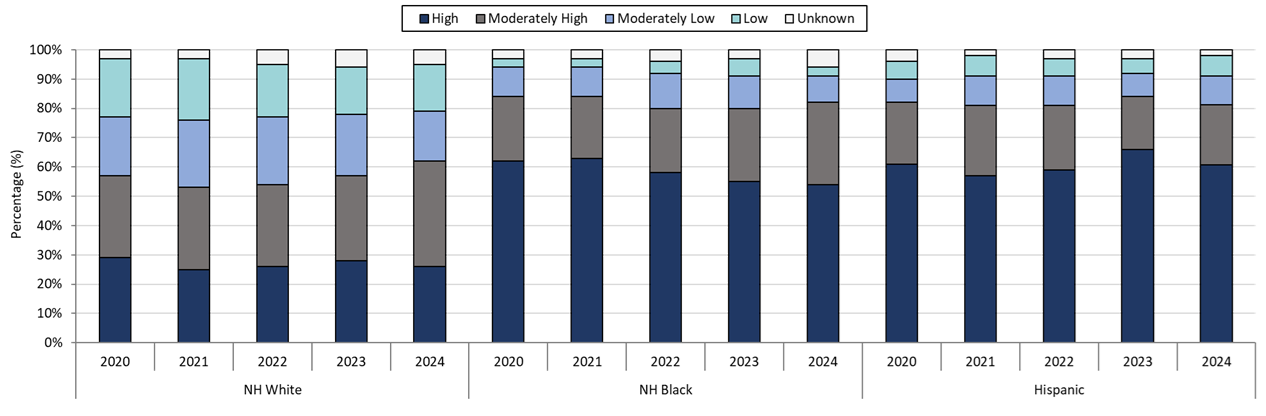 High Moderately High Moderately Low Low Unknown
100%
90%
80%
70%
60%
50%
40%
30%
20%
10%
0%
Percentage (%)
2020 2021 2022 2023 2024 2020 2021 2022 2023 2024 2020 2021 2022 2023 2024
NH White NH Black Hispanic